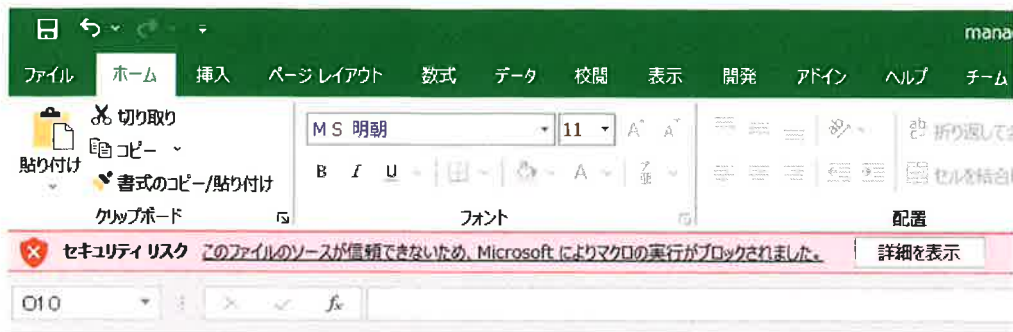 mana
ファイル ホーム 挿入 ページ レイアウト 数式 データ 校閲 表示 開発 アドイン ヘルプ チーム
切り取り
コピー
貼り付け
書式のコピー/貼り付け
クリップボード
ＭＳ 明朝 11 A A
B I U A
フォント
ab 折り返して
セルを結合
配置
セキュリティ リスク このファイルのソースが信頼できないため、Microsoft によりマクロの実行がブロックされました。 詳細を表示
O10 fx